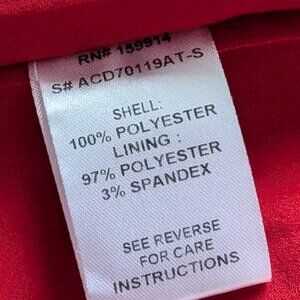 RN# 159914
S# ACD70119AT-S
SHELL:
100% POLYESTER
LINING :
97% POLYESTER
3% SPANDEX
SEE REVERSE
FOR CARE
INSTRUCTIONS